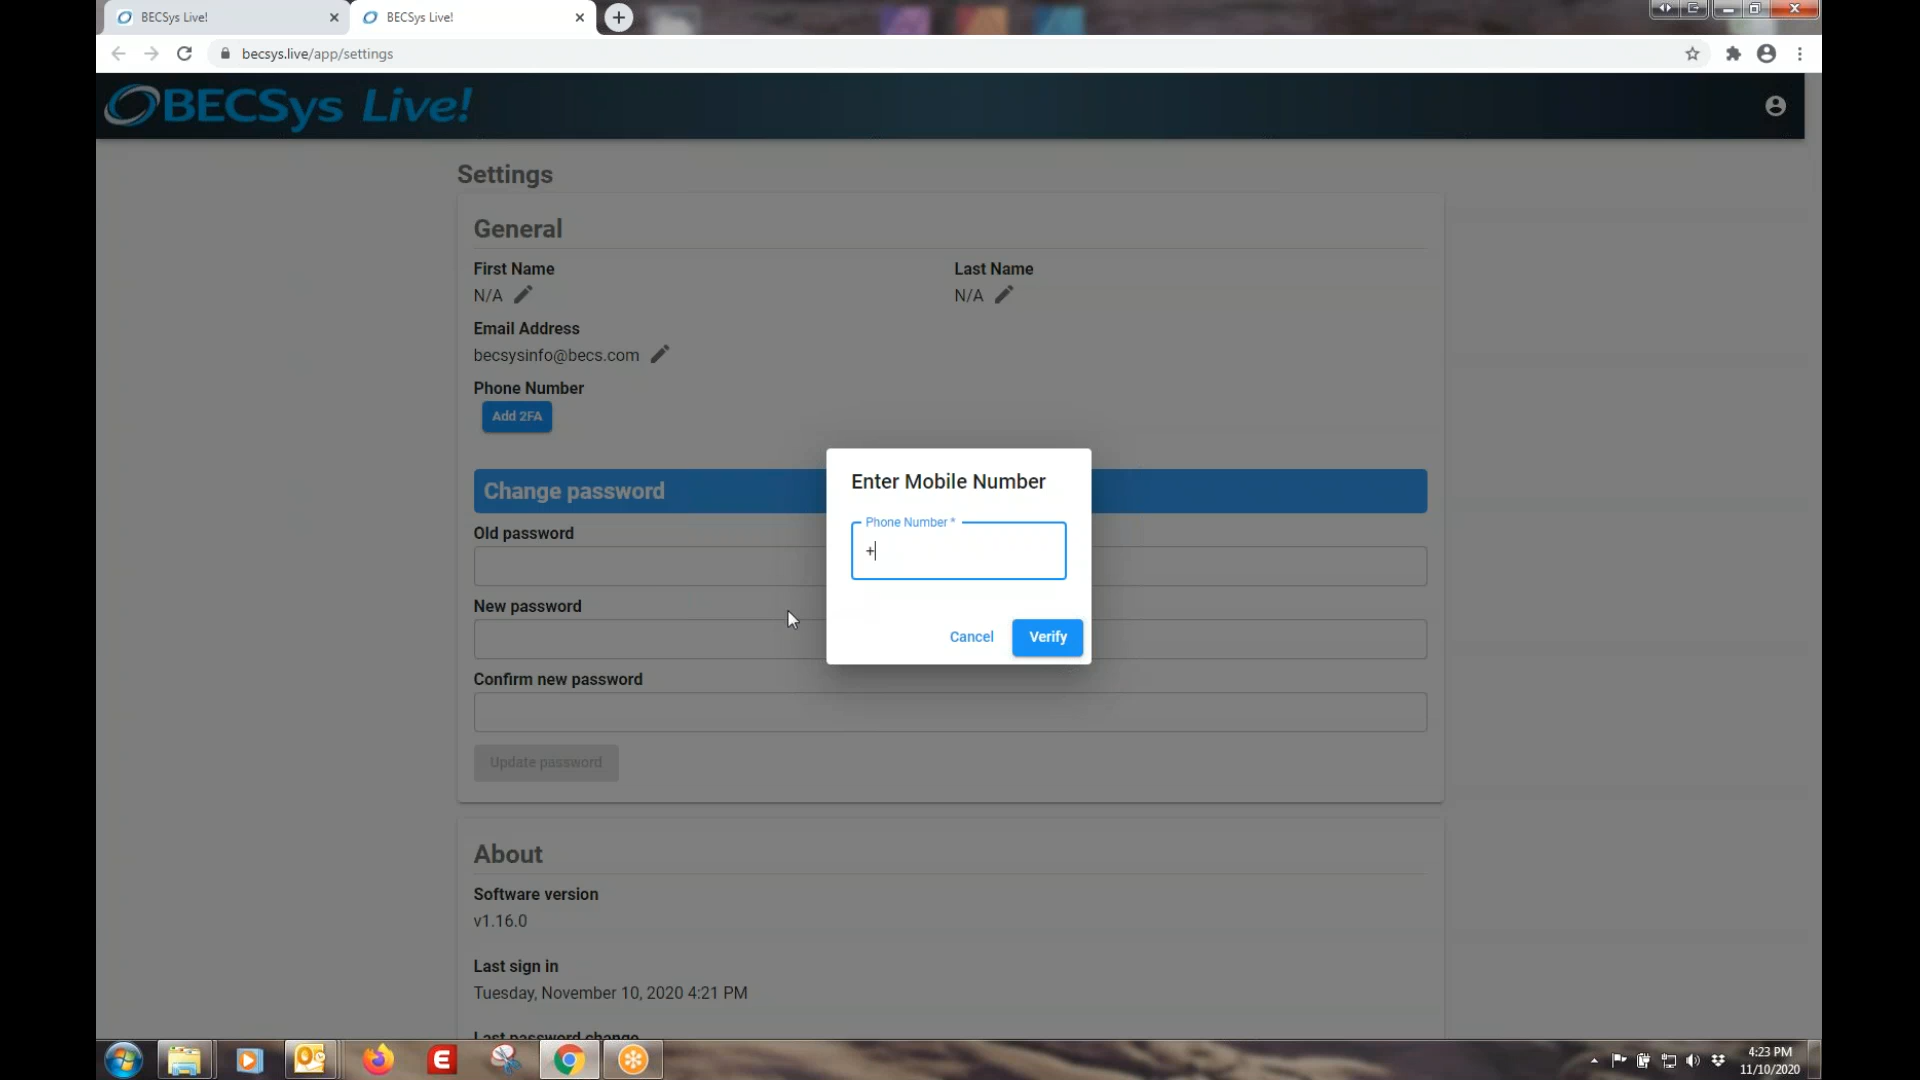 BECSys Live!
BECSys Live!
becsys.live/app/settings
BECSys Live!
Settings
General
First Name
Last Name
N/A
N/A
Email Address
becsysinfo@becs.com
Phone Number
Add 2FA
Enter Mobile Number
Phone Number *
+
Cancel
Verify
Change password
Old password
New password
Confirm new password
Update password
About
Software version
v1.16.0
Last sign in
Tuesday, November 10, 2020 4:21 PM
Last password change
4:23 PM
11/10/2020